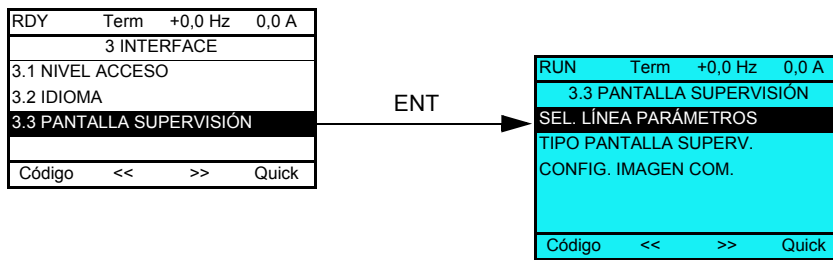 RDY Term +0,0 Hz 0,0 A
3 INTERFACE
3.1 NIVEL ACCESO
3.2 IDIOMA
3.3 PANTALLA SUPERVISIÓN
Código << >> Quick
ENT
RUN Term +0,0 Hz 0,0 A
3.3 PANTALLA SUPERVISIÓN
SEL. LÍNEA PARÁMETROS
TIPO PANTALLA SUPERV.
CONFIG. IMAGEN COM.
Código << >> Quick